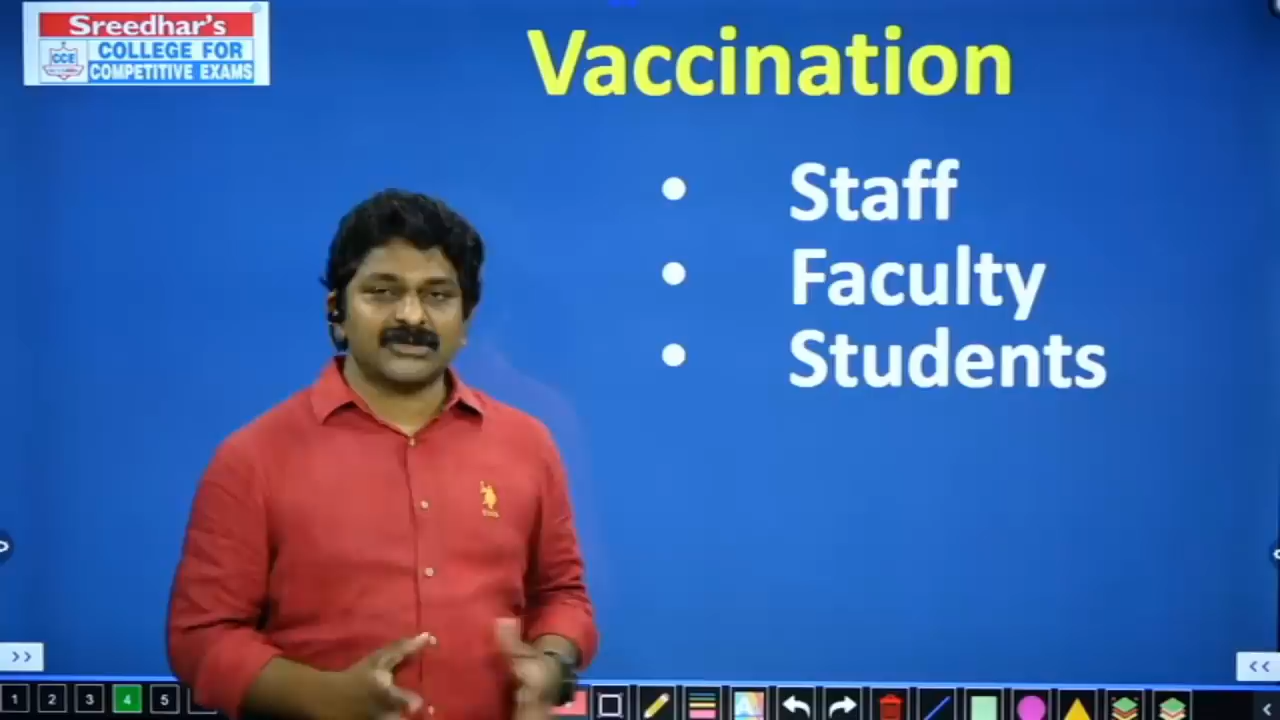 Sreedhar's
CCE
COLLEGE FOR
COMPETITIVE EXAMS
Vaccination
• Staff
• Faculty
• Students
>>
<<
1 2 3 4 5
A
<